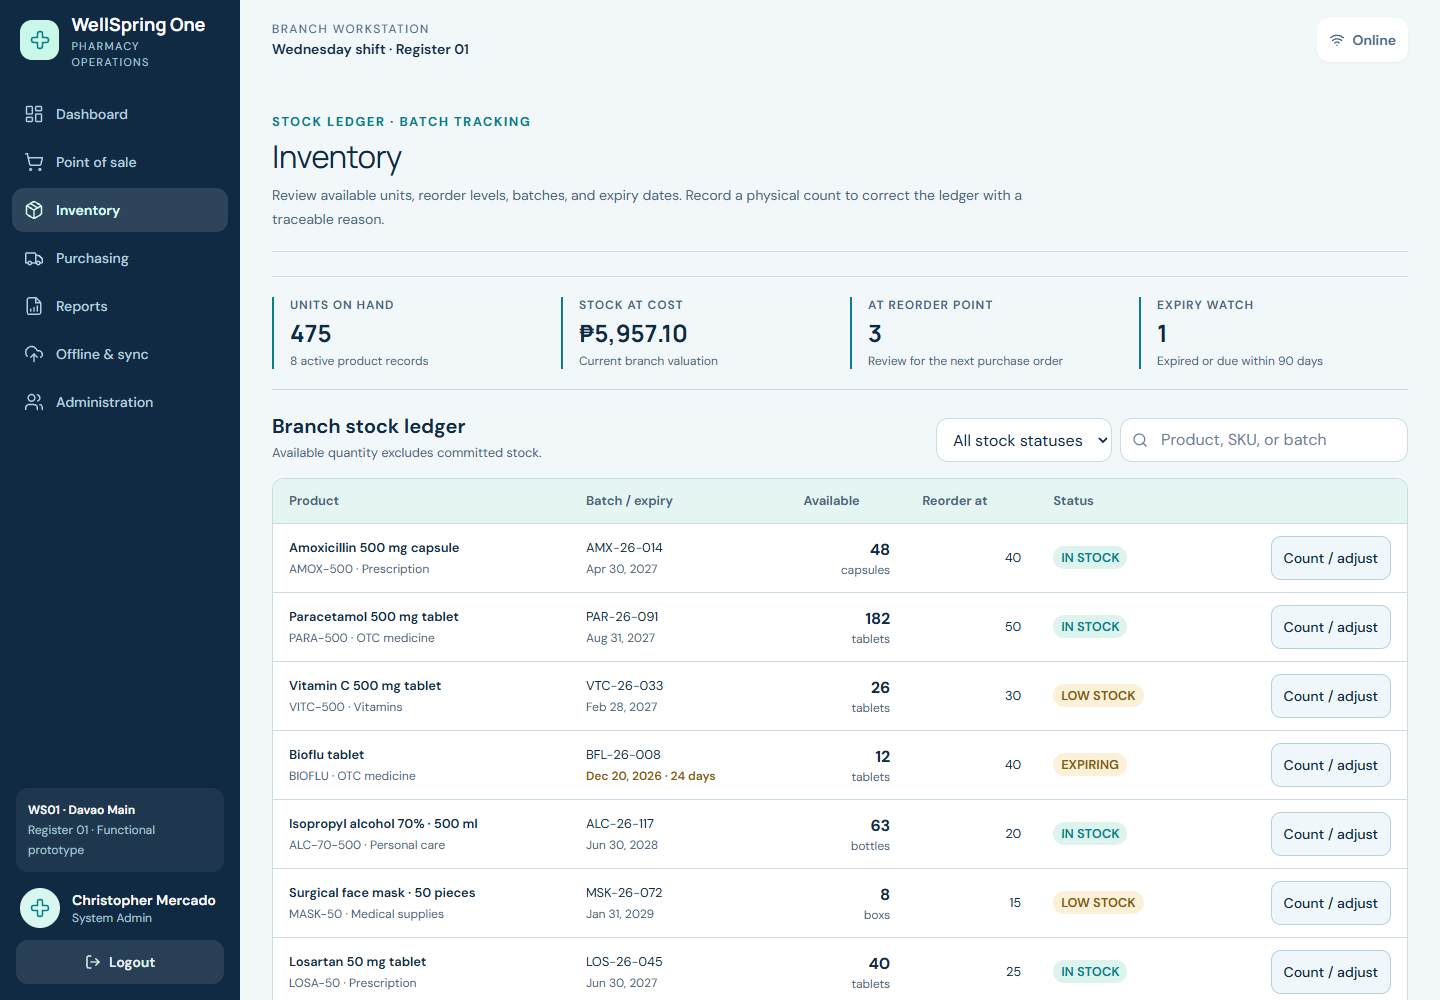 WellSpring One
PHARMACY
OPERATIONS
Dashboard
Point of sale
Inventory
Purchasing
Reports
Offline & sync
Administration
WS01 · Davao Main
Register 01 · Functional
prototype
Christopher Mercado
System Admin
Logout
BRANCH WORKSTATION
Wednesday shift · Register 01
Online
STOCK LEDGER · BATCH TRACKING
Inventory
Review available units, reorder levels, batches, and expiry dates. Record a physical count to correct the ledger with a
traceable reason.
UNITS ON HAND
475
8 active product records
STOCK AT COST
₱5,957.10
Current branch valuation
AT REORDER POINT
3
Review for the next purchase order
EXPIRY WATCH
1
Expired or due within 90 days
Branch stock ledger
Available quantity excludes committed stock.
All stock statuses
Product, SKU, or batch
Product Batch / expiry Available Reorder at Status
Amoxicillin 500 mg capsule AMX-26-014 48 40 IN STOCK Count / adjust
AMOX-500 · Prescription Apr 30, 2027 capsules
Paracetamol 500 mg tablet PAR-26-091 182 50 IN STOCK Count / adjust
PARA-500 · OTC medicine Aug 31, 2027 tablets
Vitamin C 500 mg tablet VTC-26-033 26 30 LOW STOCK Count / adjust
VITC-500 · Vitamins Feb 28, 2027 tablets
Bioflu tablet BFL-26-008 12 40 EXPIRING Count / adjust
BIOFLU · OTC medicine Dec 20, 2026 · 24 days tablets
Isopropyl alcohol 70% · 500 ml ALC-26-117 63 20 IN STOCK Count / adjust
ALC-70-500 · Personal care Jun 30, 2028 bottles
Surgical face mask · 50 pieces MSK-26-072 8 15 LOW STOCK Count / adjust
MASK-50 · Medical supplies Jan 31, 2029 boxs
Losartan 50 mg tablet LOS-26-045 40 25 IN STOCK Count / adjust
LOSA-50 · Prescription Jun 30, 2027 tablets